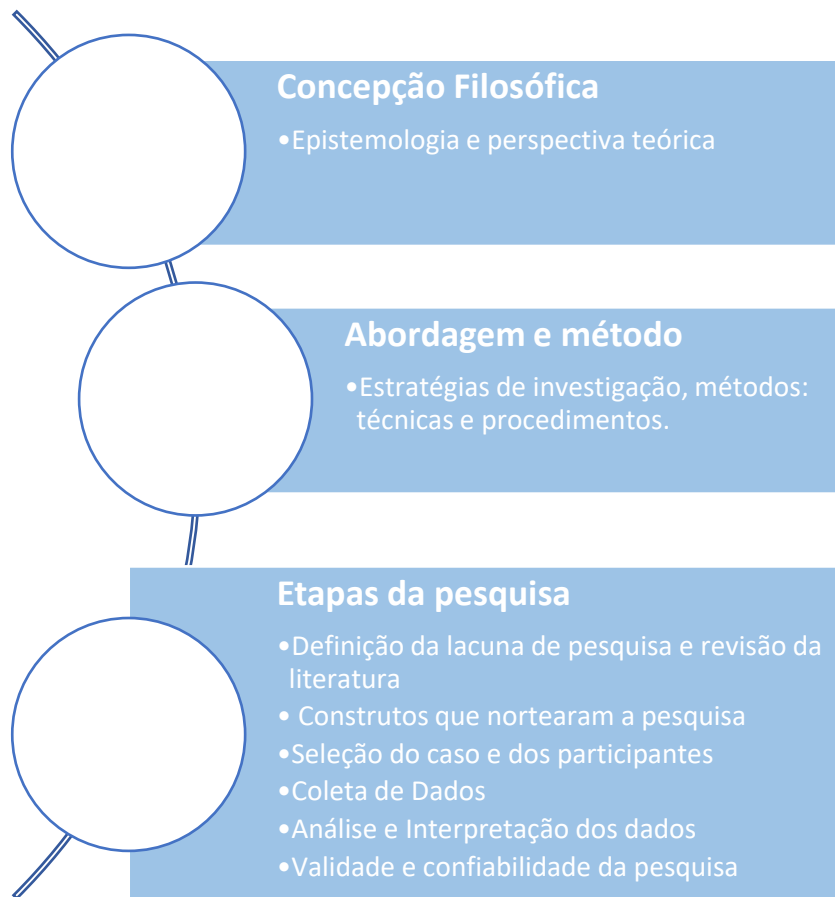 Concepção Filosófica
•Epistemologia e perspectiva teórica
Abordagem e método
•Estratégias de investigação, métodos:
técnicas e procedimentos.
Etapas da pesquisa
•Definição da lacuna de pesquisa e revisão da
literatura
• Construtos que nortearam a pesquisa
•Seleção do caso e dos participantes
•Coleta de Dados
•Análise e Interpretação dos dados
•Validade e confiabilidade da pesquisa